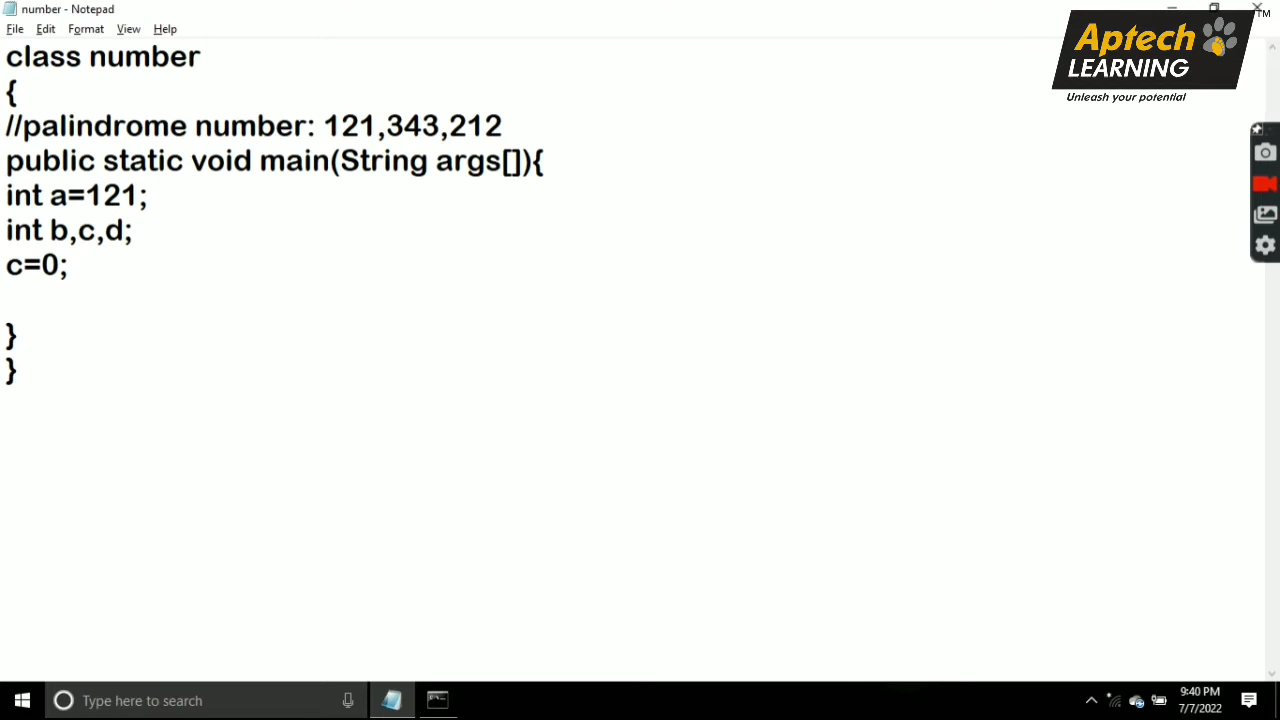 number - Notepad
File Edit Format View Help
class number
{
//palindrome number: 121,343,212
public static void main(String args[]){
int a=121;
int b,c,d;
c=0;
}
}
Aptech
LEARNING
Unleash your potential
TM
Type here to search
9:40 PM
7/7/2022